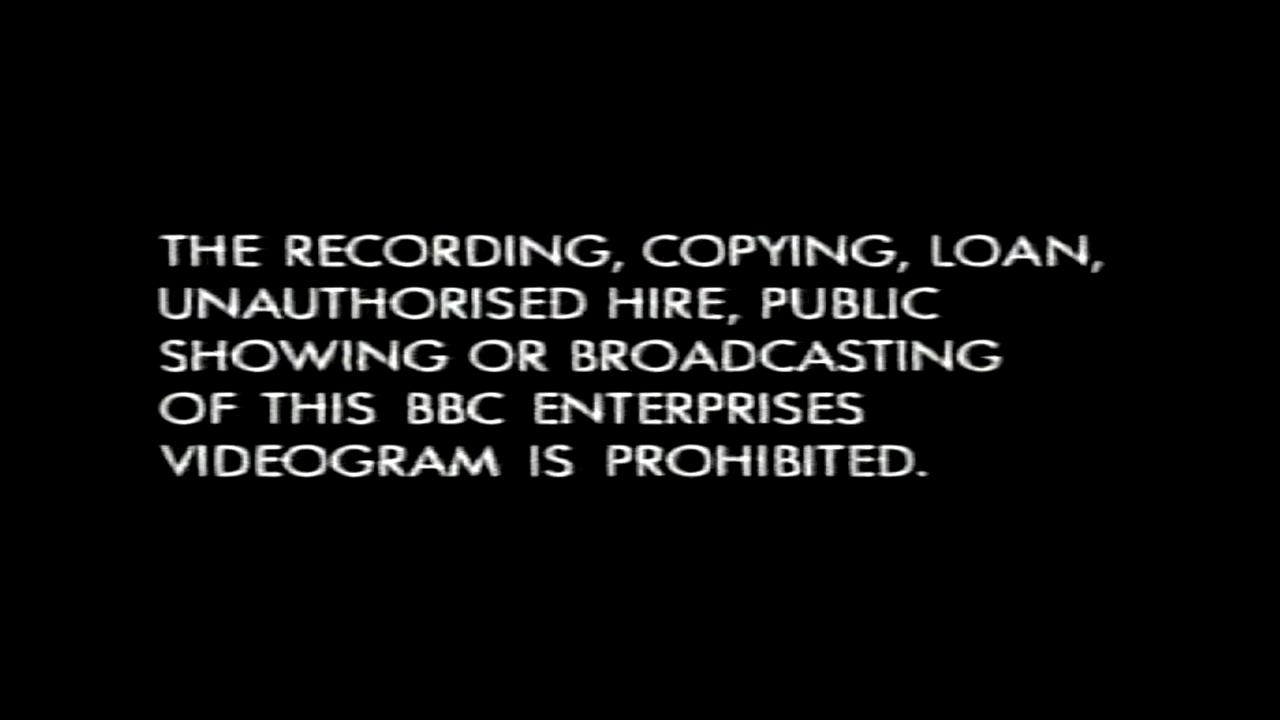 THE RECORDING, COPYING, LOAN,
UNAUTHORISED HIRE, PUBLIC
SHOWING OR BROADCASTING
OF THIS BBC ENTERPRISES
VIDEOGRAM IS PROHIBITED.